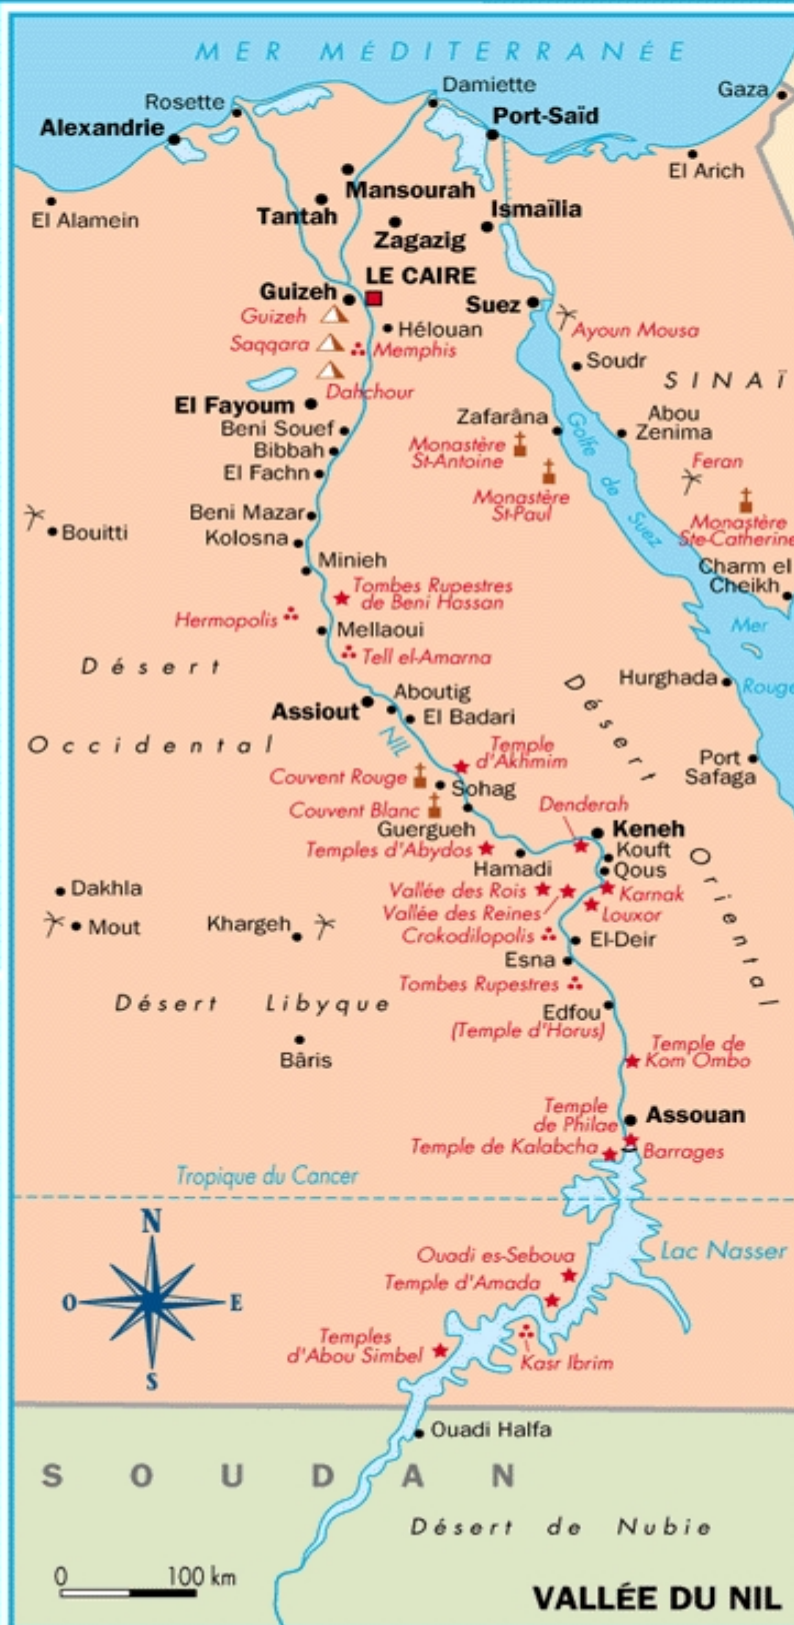 MER MÉDITERRANÉE
Damiette
Gaza
Rosette
Port-Saïd
Alexandrie
El Arich
Mansourah
El Alamein
Tantah
Ismaïlia
Zagazig
LE CAIRE
Guizeh
Suez
Guizeh
Hélouan
Ayoun Mousa
Saqqara
Memphis
Soudr
SINAÏ
Dahchour
El Fayoum
Zafarâna
Abou
Zenima
Beni Souef
Bibbah
Monastère
St-Antoine
Golfe de Suez
El Fachn
Feran
Monastère
St-Paul
Beni Mazar
Bouitti
Kolosna
Monastère
Ste-Catherine
Minieh
Charm el
Cheikh
Tombes Rupestres
de Beni Hassan
Hermopolis
Mellaoui
Mer
Rouge
Tell el-Amarna
Désert
Occidental
Hurghada
Aboutig
Assiout
El Badari
Désert
Oriental
NIL
Temple
d'Akhmim
Port
Safaga
Couvent Rouge
Sohag
Couvent Blanc
Denderah
Guergueh
Keneh
Temples d'Abydos
Kouft
Hamadi
Qous
Dakhla
Vallée des Rois
Karnak
Vallée des Reines
Louxor
Mout
Khargeh
Crokodilopolis
El-Deir
Esna
Tombes Rupestres
Désert Libyque
Edfou
(Temple d'Horus)
Bâris
Temple de
Kom Ombo
Temple
de Philae
Assouan
Temple de Kalabcha
Barrages
Tropique du Cancer
N
O
E
S
Lac Nasser
Ouadi es-Seboua
Temple d'Amada
Temples
d'Abou Simbel
Kasr Ibrim
Ouadi Halfa
SOUDAN
Désert de Nubie
0 100 km
VALLÉE DU NIL